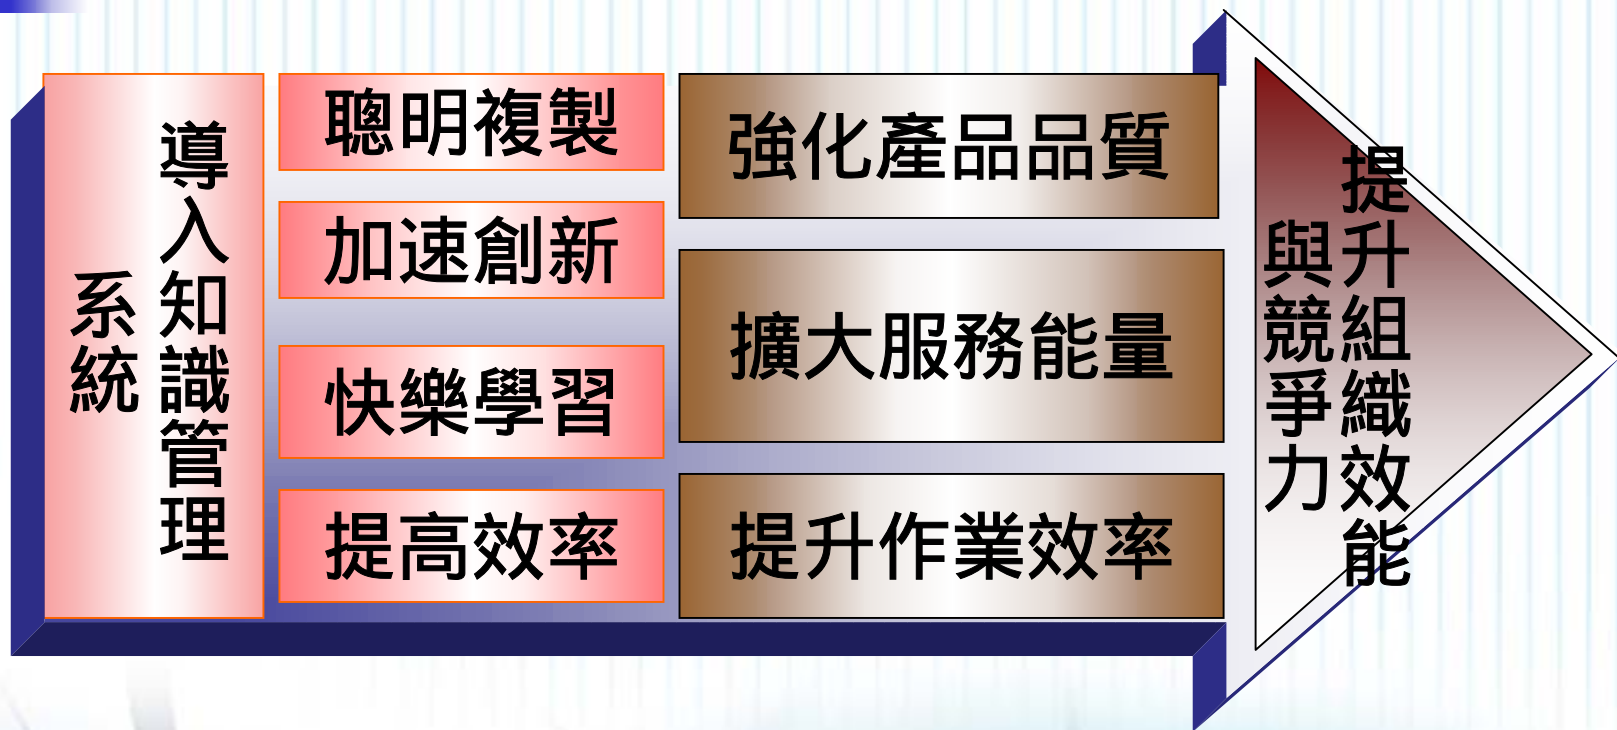 導入知識管理
系統
聰明複製
加速創新
快樂學習
提高效率
強化產品品質
擴大服務能量
提升作業效率
提升組織效能
與競爭力